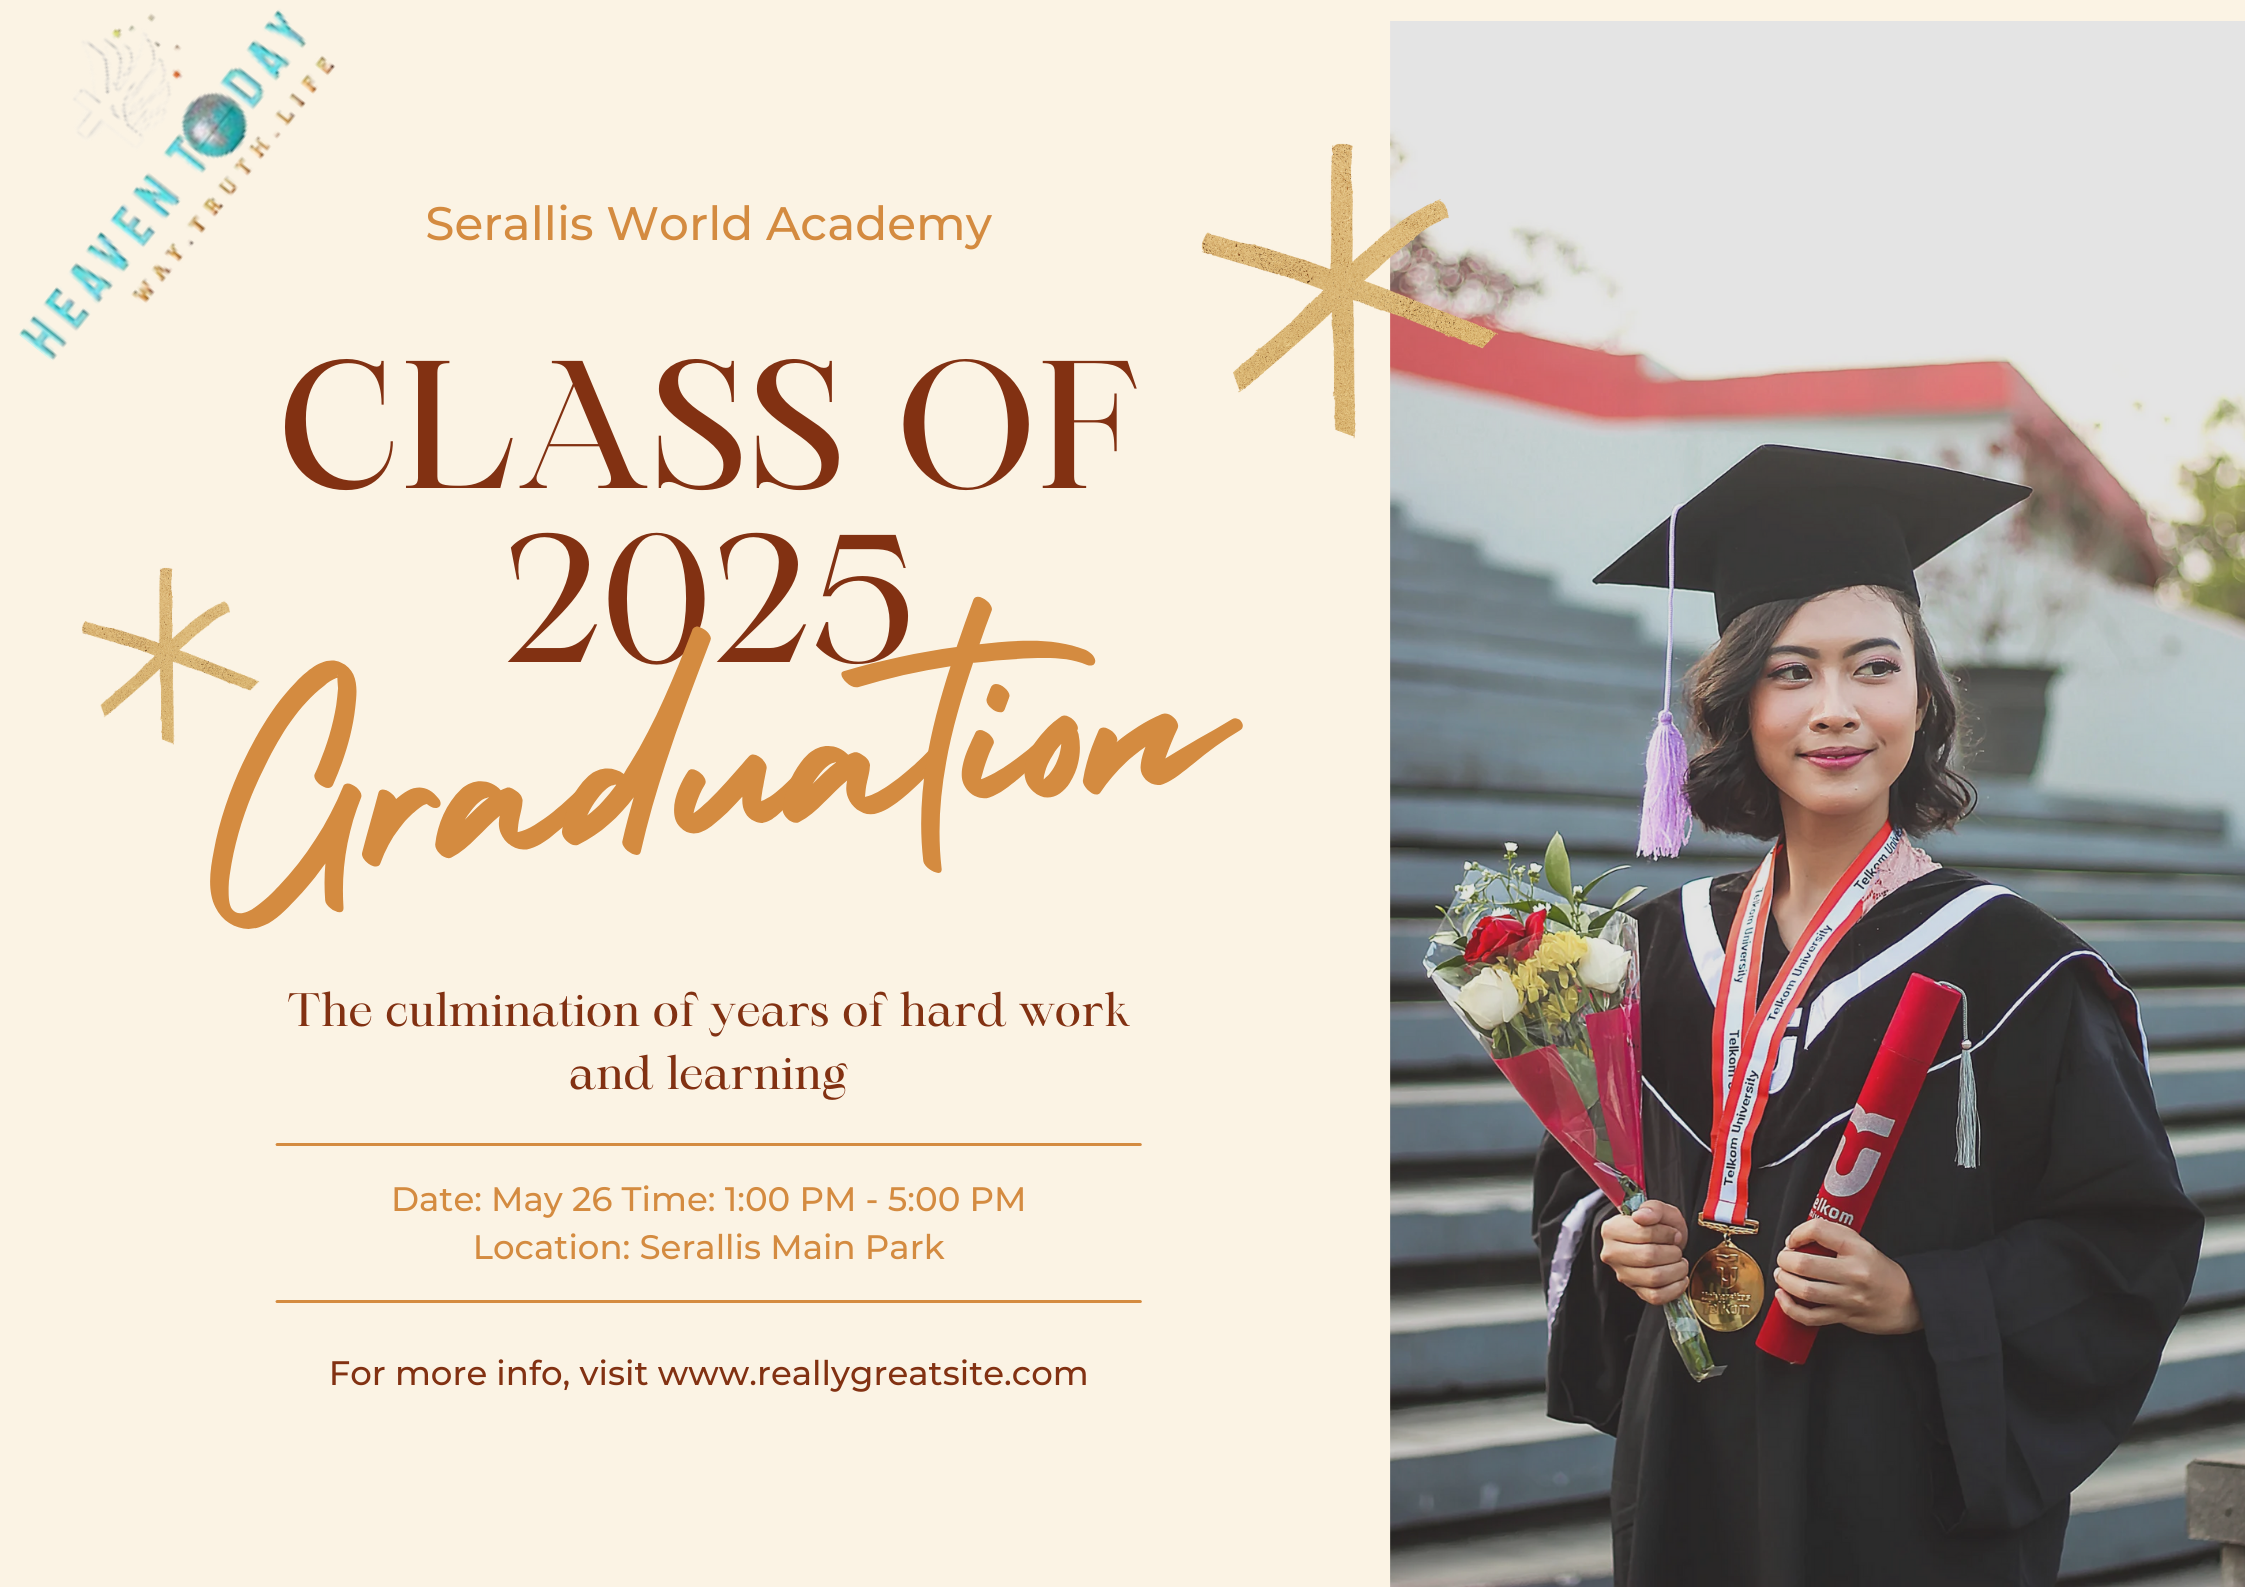 HEAVEN TODAY
WAY.TRUTH.LIFE
Serallis World Academy
CLASS OF
2025
Graduation
The culmination of years of hard work
and learning
Date: May 26 Time: 1:00 PM - 5:00 PM
Location: Serallis Main Park
For more info, visit www.reallygreatsite.com
Telkom University
Telkom University
Telkom University
Telkom University
elkom